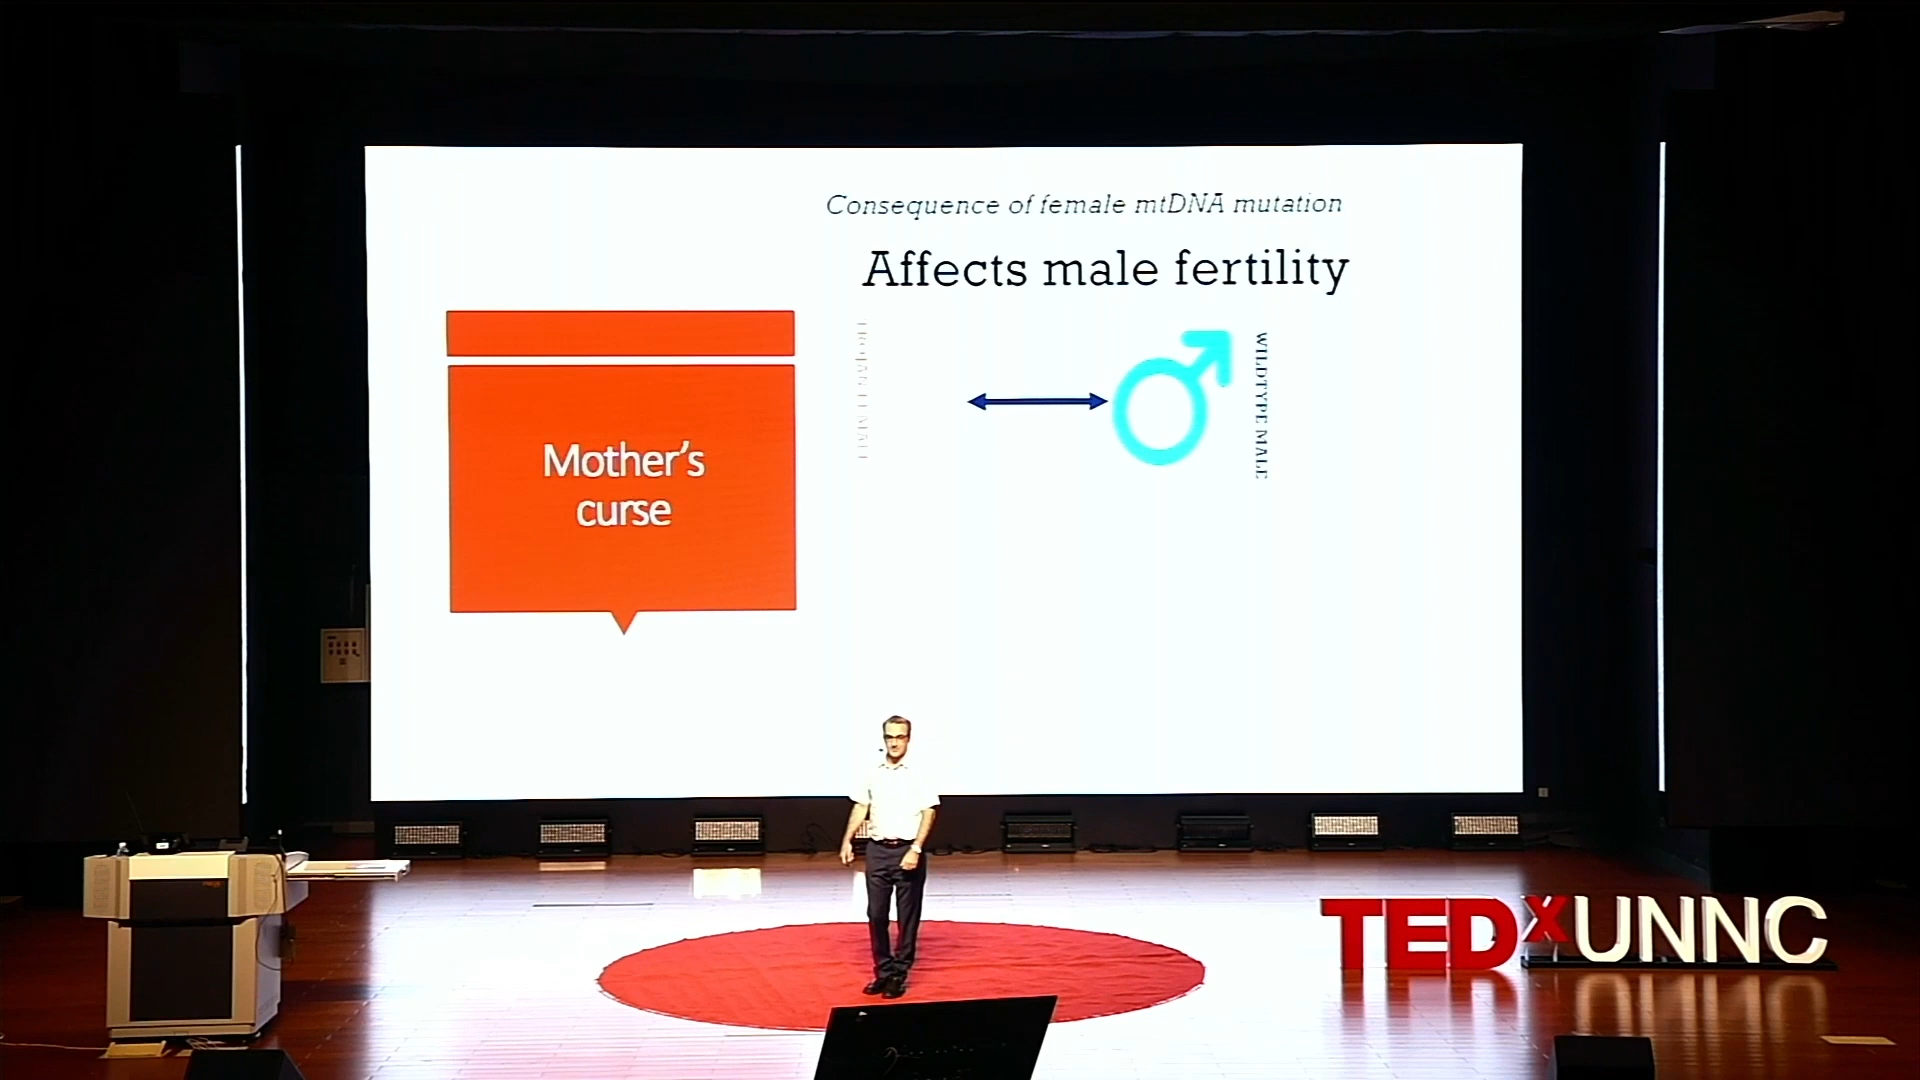 Consequence of female mtDNA mutation
Affects male fertility
Mother's
curse
WILDTYPE MALE
TEDxUNNC